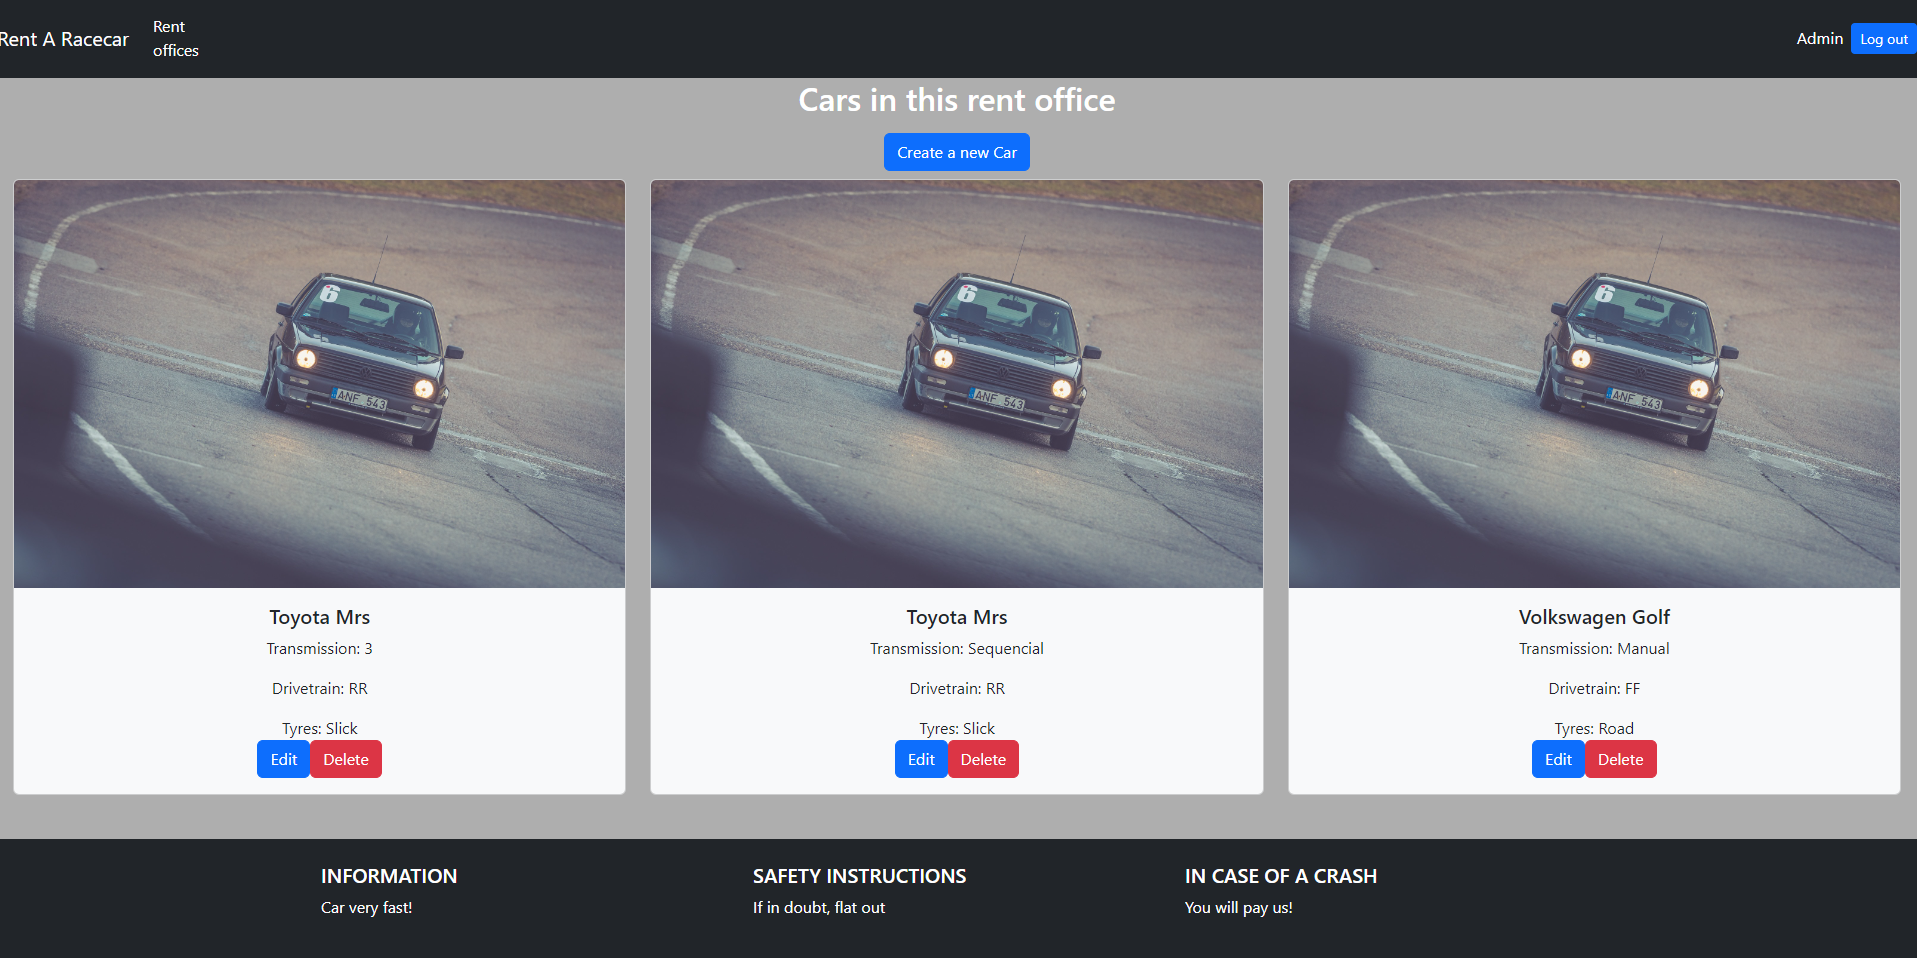 Rent A Racecar
Rent
offices
Admin
Log out
Cars in this rent office
Create a new Car
6
ANF 543
6
ANF 543
6
ANF 543
Toyota Mrs
Transmission: 3
Drivetrain: RR
Tyres: Slick
Edit
Delete
Toyota Mrs
Transmission: Sequencial
Drivetrain: RR
Tyres: Slick
Edit
Delete
Volkswagen Golf
Transmission: Manual
Drivetrain: FF
Tyres: Road
Edit
Delete
INFORMATION
Car very fast!
SAFETY INSTRUCTIONS
If in doubt, flat out
IN CASE OF A CRASH
You will pay us!